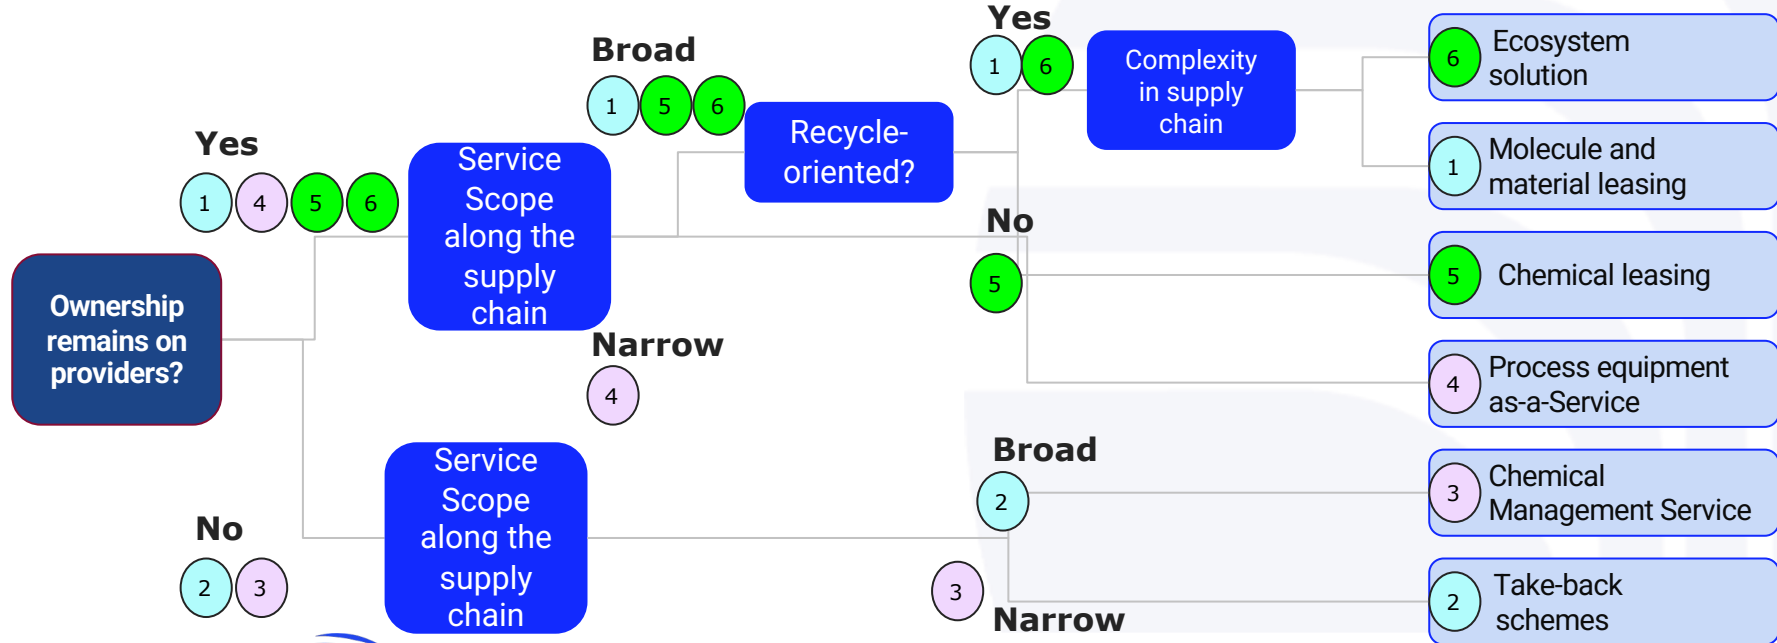 Ownership
remains on
providers?
Yes
1 4 5 6
No
2 3
Service
Scope
along the
supply
chain
Service
Scope
along the
supply
chain
Broad
1 5 6
Narrow
4
Recycle-
oriented?
Yes
1 6
No
5
Broad
2
3
Narrow
Complexity
in supply
chain
6 Ecosystem
solution
1 Molecule and
material leasing
5 Chemical leasing
4 Process equipment
as-a-Service
3 Chemical
Management Service
2 Take-back
schemes